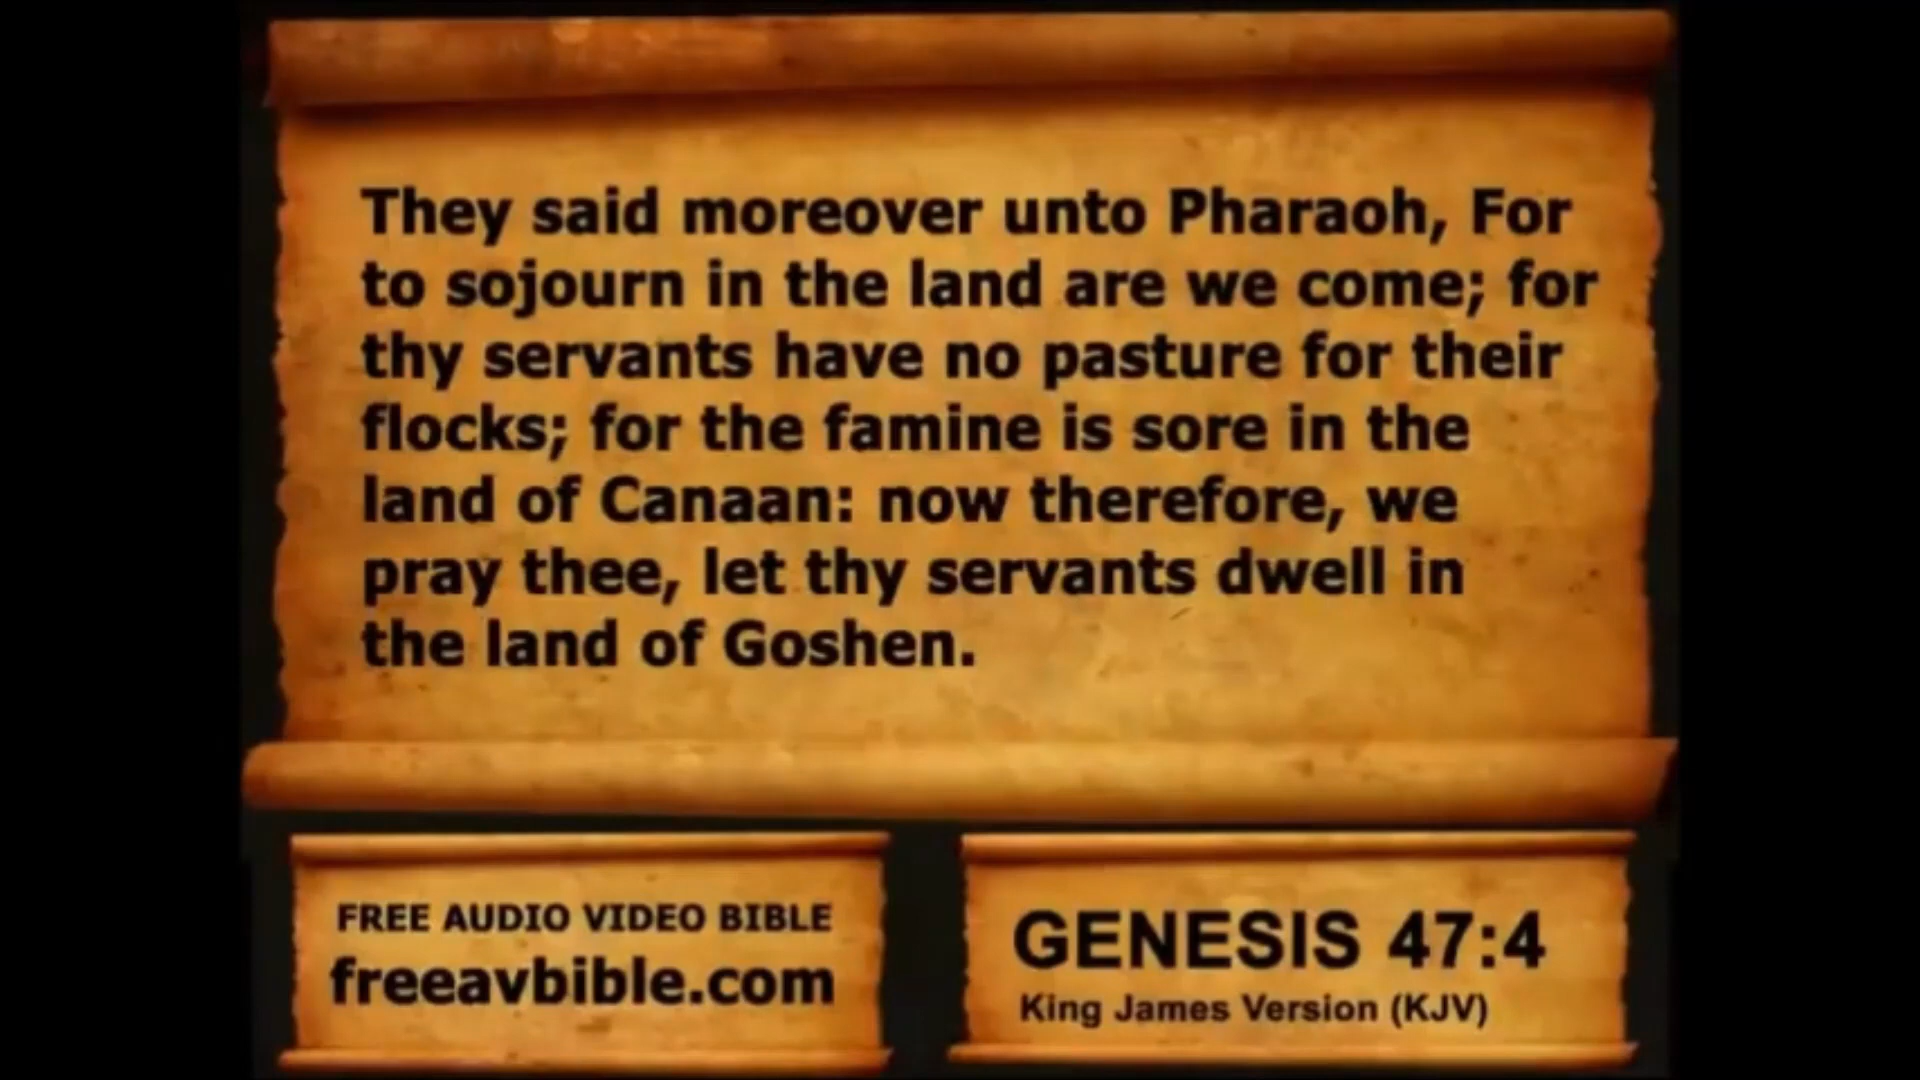 They said moreover unto Pharaoh, For
to sojourn in the land are we come; for
thy servants have no pasture for their
flocks; for the famine is sore in the
land of Canaan: now therefore, we
pray thee, let thy servants dwell in
the land of Goshen.
FREE AUDIO VIDEO BIBLE
freeavbible.com
GENESIS 47:4
King James Version (KJV)